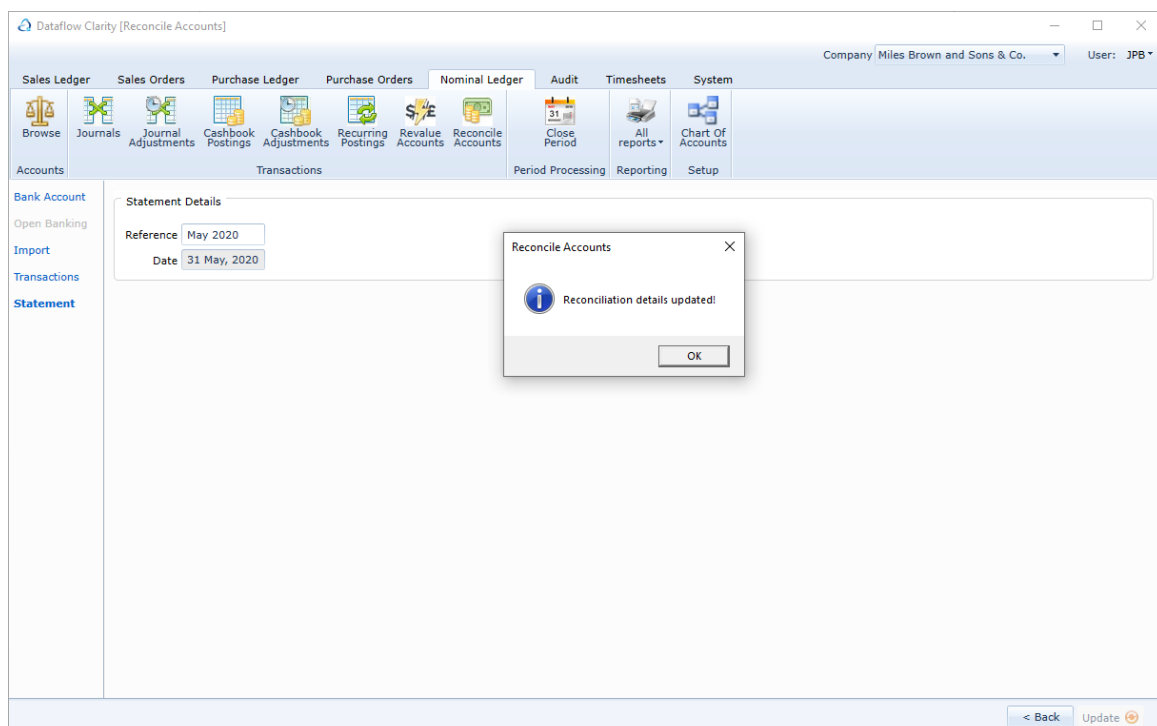 Dataflow Clarity [Reconcile Accounts]
Company Miles Brown and Sons & Co. User: JPB
Sales Ledger Sales Orders Purchase Ledger Purchase Orders Nominal Ledger Audit Timesheets System
31
Browse Journals Journal Adjustments Cashbook Postings Cashbook Adjustments Recurring Postings Revalue Accounts Reconcile Accounts Close Period All reports Chart Of Accounts
Accounts Transactions Period Processing Reporting Setup
Bank Account
Open Banking
Import
Transactions
Statement
Statement Details
Reference May 2020
Date 31 May, 2020
Reconcile Accounts
Reconciliation details updated!
OK
< Back Update